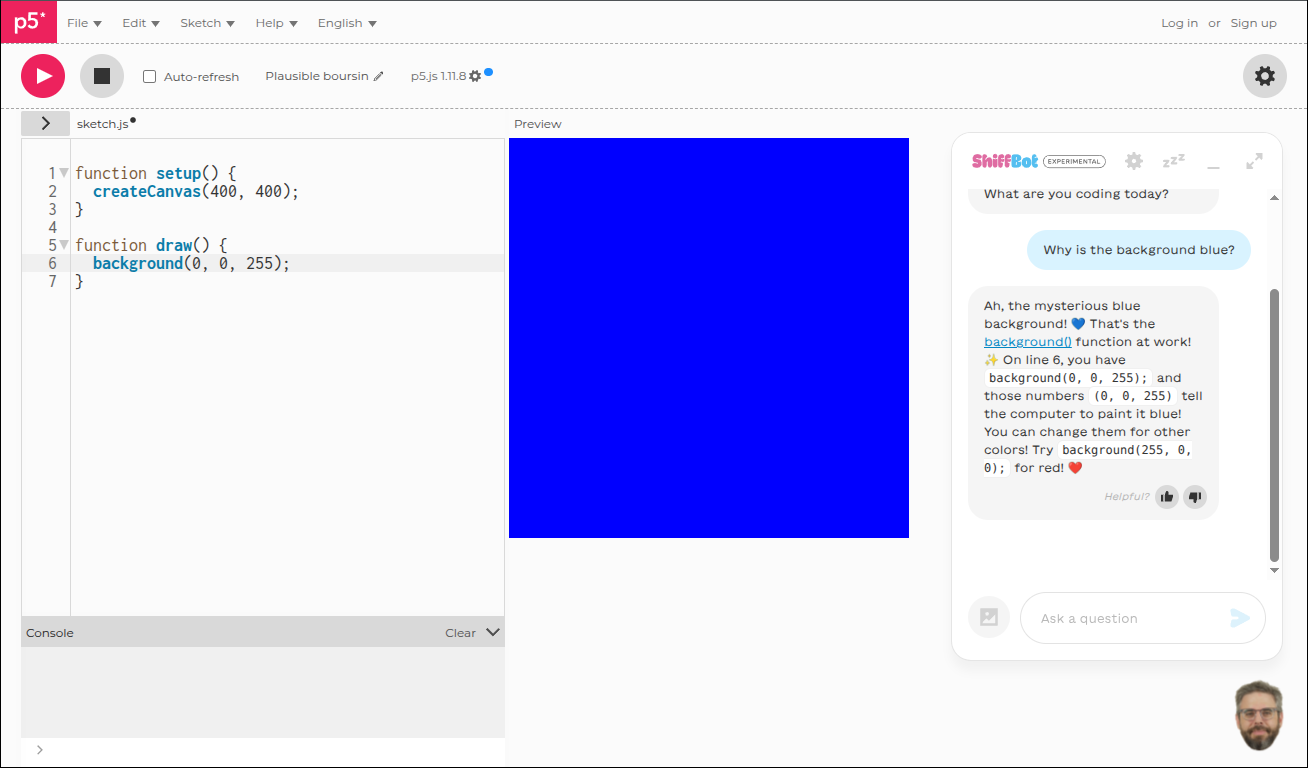 p5* File Edit Sketch Help English Log in or Sign up
Auto-refresh Plausible boursin p5.js 1.11.8
sketch.js
1 function setup() {
2 createCanvas(400, 400);
3 }
4
5 function draw() {
6 background(0, 0, 255);
7 }
Console Clear
>
Preview
ShiffBot EXPERIMENTAL zzz
What are you coding today?
Why is the background blue?
Ah, the mysterious blue
background! 💙 That's the
background() function at work!
✨ On line 6, you have
background(0, 0, 255); and
those numbers (0, 0, 255) tell
the computer to paint it blue!
You can change them for other
colors! Try background(255, 0,
0); for red! ❤️
Helpful?
Ask a question